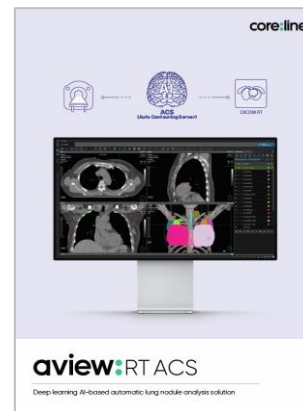 core:line
AI
ACS
(Auto Contouring Server)
DICOM RT
aview:RT ACS
Deep learning AI-based automatic lung nodule analysis solution